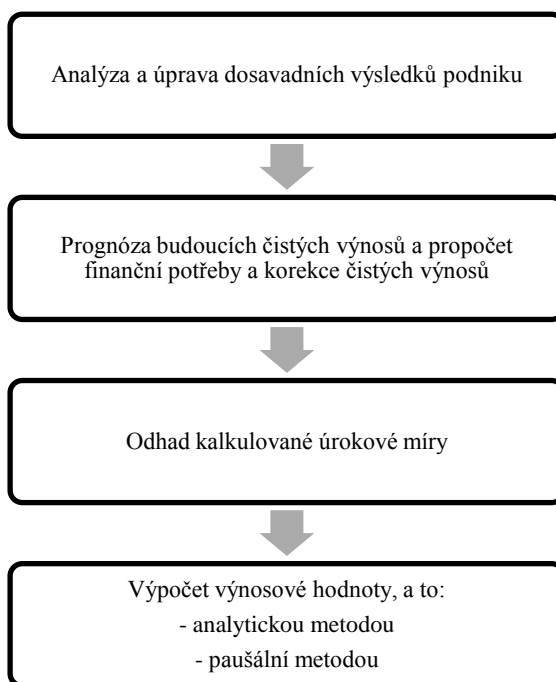 Analýza a úprava dosavadních výsledků podniku
Prognóza budoucích čistých výnosů a propočet
finanční potřeby a korekce čistých výnosů
Odhad kalkulované úrokové míry
Výpočet výnosové hodnoty, a to:
- analytickou metodou
- paušální metodou